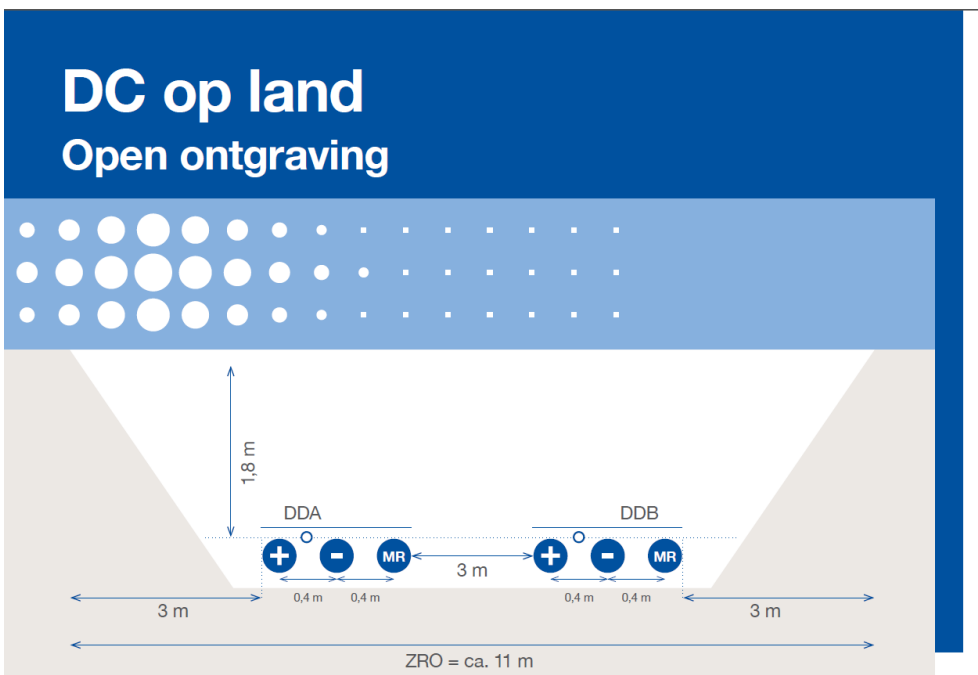 DC op land
Open ontgraving
1,8 m
DDA
DDB
+
-
MR
3 m
+
-
MR
0,4 m
0,4 m
0,4 m
0,4 m
3 m
3 m
ZRO = ca. 11 m